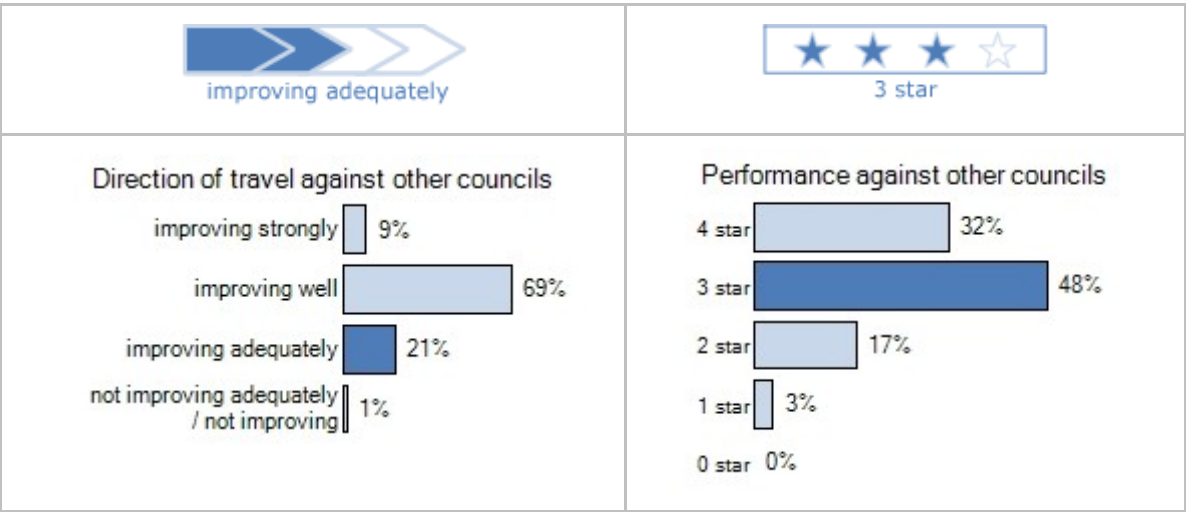 improving adequately
3 star
Direction of travel against other councils
improving strongly 9%
improving well 69%
improving adequately 21%
not improving adequately
/ not improving 1%
Performance against other councils
4 star 32%
3 star 48%
2 star 17%
1 star 3%
0 star 0%